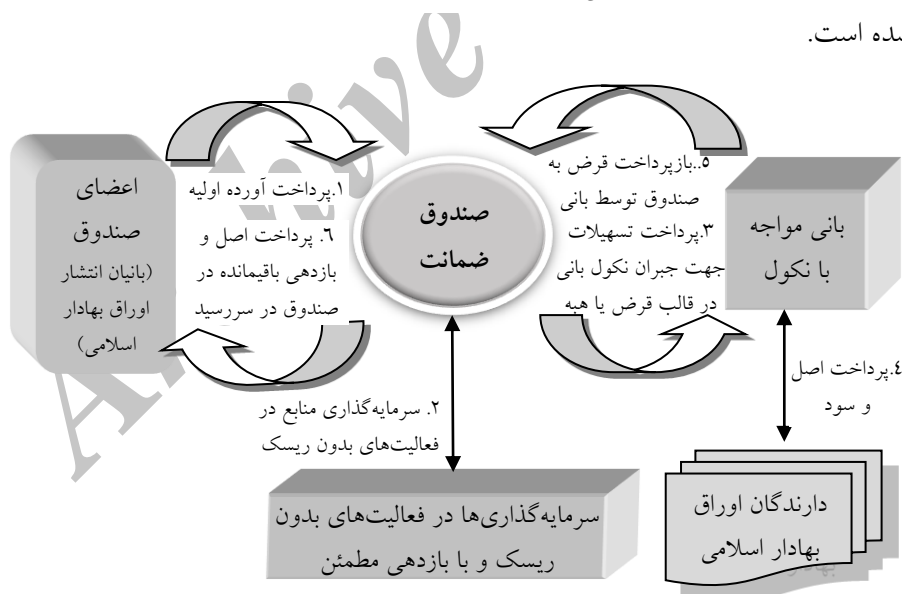 شده است.
اعضای
صندوق
(بانیان انتشار
اوراق بهادار
اسلامی)
۱.پرداخت آورده اولیه
۶. پرداخت اصل و
بازدهی باقیمانده در
صندوق در سررسید
صندوق
ضمانت
۵..بازپرداخت قرض به
صندوق توسط بانی
۳.پرداخت تسهیلات
جهت جبران نکول بانی
در قالب قرض یا هبه
بانی مواجه
با نکول
۴.پرداخت اصل
و سود
۲. سرمایه‌گذاری منابع در
فعالیت‌های بدون ریسک
سرمایه‌گذاری‌ها در فعالیت‌های بدون
ریسک و با بازدهی مطمئن
دارندگان اوراق
بهادار اسلامی
بهادار